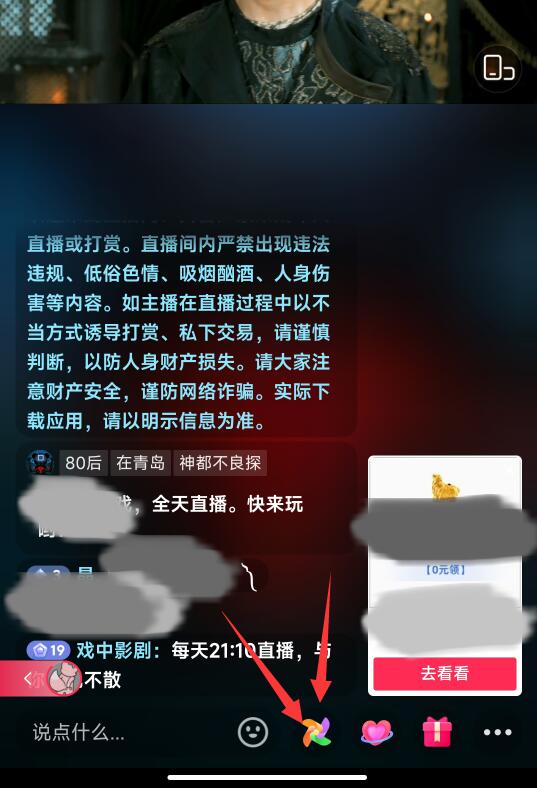 直播或打赏。直播间内严禁出现违法
违规、低俗色情、吸烟酗酒、人身伤
害等内容。如主播在直播过程中以不
当方式诱导打赏、私下交易，请谨慎
判断，以防人身财产损失。请大家注
意财产安全，谨防网络诈骗。实际下
载应用，请以明示信息为准。
80后 在青岛 神都不良探
戏，全天直播。快来玩
【0元领】
19 戏中影剧：每天21:10直播，与
你 不散
去看看
说点什么...